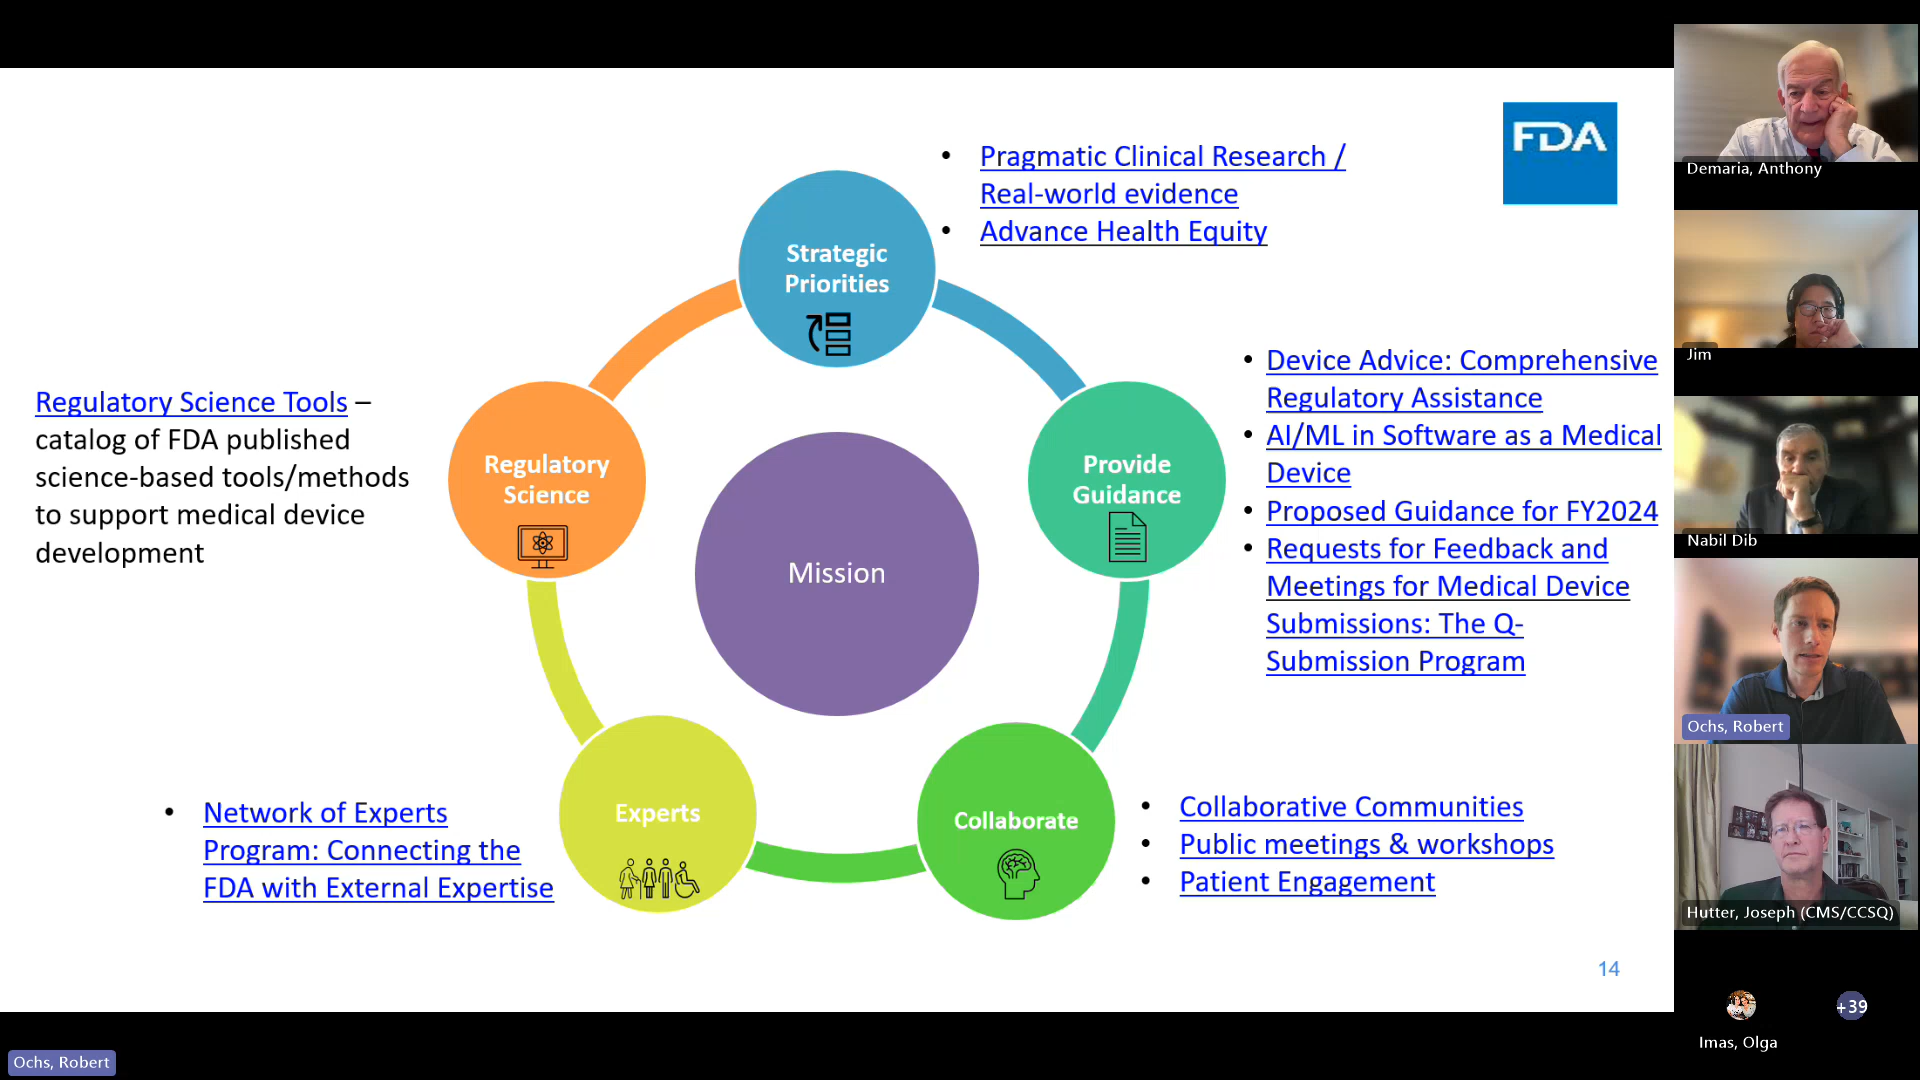 FDA
• Pragmatic Clinical Research /
Real-world evidence
• Advance Health Equity
Strategic
Priorities
• Device Advice: Comprehensive
Regulatory Assistance
• AI/ML in Software as a Medical
Device
• Proposed Guidance for FY2024
• Requests for Feedback and
Meetings for Medical Device
Submissions: The Q-
Submission Program
Provide
Guidance
Regulatory Science Tools –
catalog of FDA published
science-based tools/methods
to support medical device
development
Regulatory
Science
Mission
• Network of Experts
Program: Connecting the
FDA with External Expertise
Experts
Collaborate
• Collaborative Communities
• Public meetings & workshops
• Patient Engagement
14
Demaria, Anthony
Jim
Nabil Dib
Ochs, Robert
Hutter, Joseph (CMS/CCSQ)
+39
Imas, Olga
Ochs, Robert